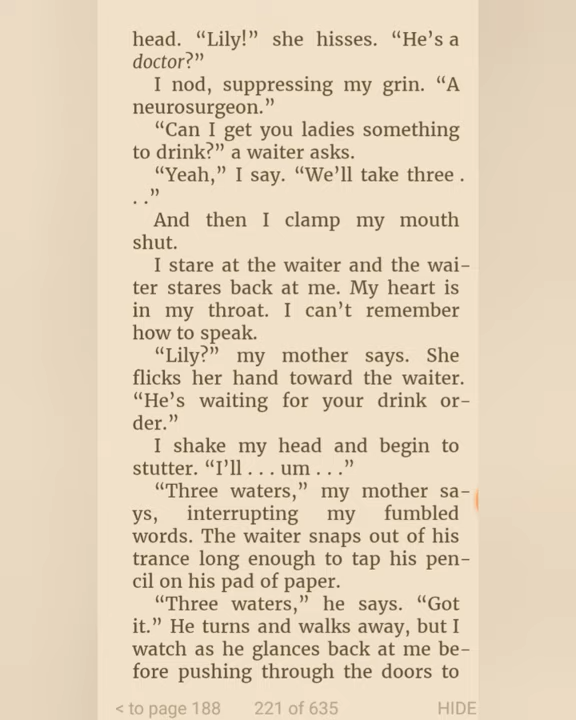 head. “Lily!” she hisses. “He’s a
doctor?”
I nod, suppressing my grin. “A
neurosurgeon.”
“Can I get you ladies something
to drink?” a waiter asks.
“Yeah,” I say. “We’ll take three .
. .”
And then I clamp my mouth
shut.
I stare at the waiter and the wai-
ter stares back at me. My heart is
in my throat. I can’t remember
how to speak.
“Lily?” my mother says. She
flicks her hand toward the waiter.
“He’s waiting for your drink or-
der.”
I shake my head and begin to
stutter. “I’ll . . . um . . .”
“Three waters,” my mother sa-
ys, interrupting my fumbled
words. The waiter snaps out of his
trance long enough to tap his pen-
cil on his pad of paper.
“Three waters,” he says. “Got
it.” He turns and walks away, but I
watch as he glances back at me be-
fore pushing through the doors to
< to page 188 221 of 635 HIDE